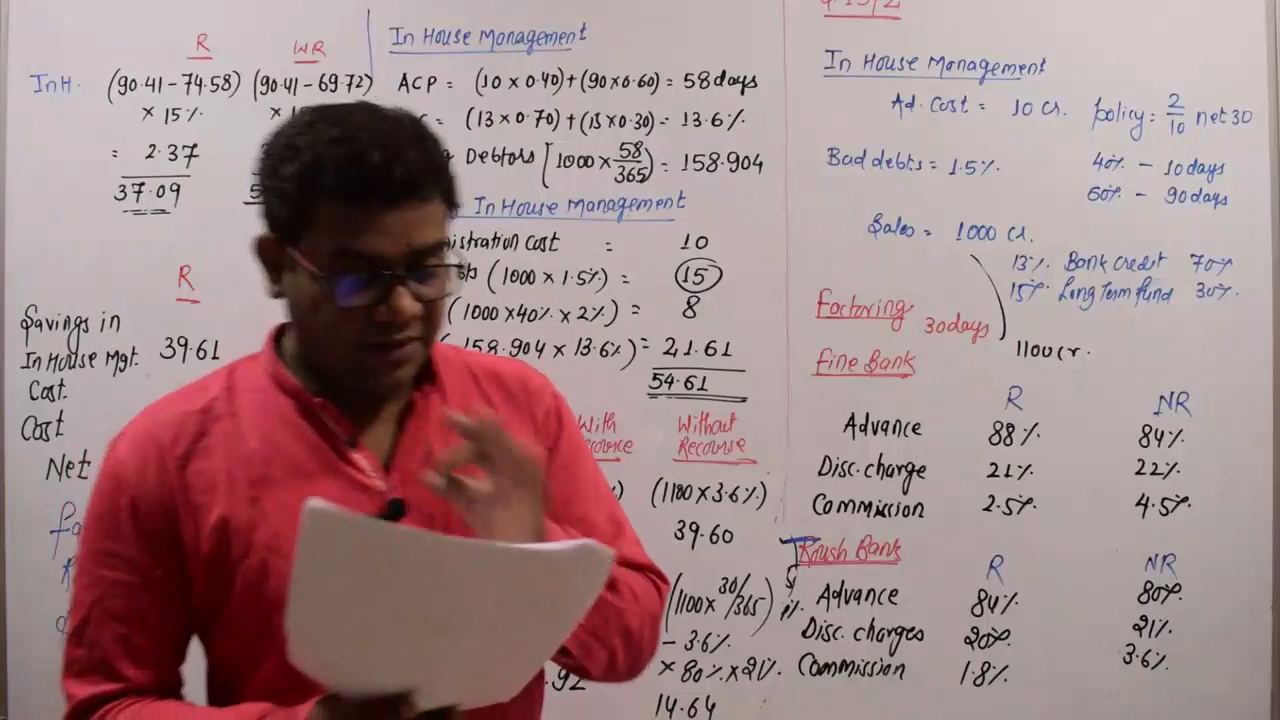 R
WR
In H.
(90.41 - 74.58) (90.41 - 69.72)
× 15%
×
= 2.37
37.09
R
Savings in
In House Mgt.
Cost.
39.61
Cost
Net
In House Management
ACP = (10 × 0.40) + (90 × 0.60) = 58 days
= (13 × 0.70) + (15 × 0.30) = 13.6%
Debtors [1000 × 58/365] = 158.904
In House Management
istration Cost = 10
(1000 × 1.5%) = 15
(1000 × 40% × 2%) = 8
158.904 × 13.6%) = 21.61
54.61
With
Without
Recourse
(1100 × 3.6%)
39.60
(1100 × 30/365)
- 3.6%
× 80% × 21%
.92
14.64
In House Management
Ad. Cost = 10 Cr.
policy: 2/10 net 30
Bad debts = 1.5%.
40% - 10 days
60% - 90 days
Sales = 1000 Cr.
13% Bank Credit 70%
15% Long Term Fund 30%.
Factoring
30 days
1100 Cr.
Fine Bank
R
NR
Advance 88% 84%
Disc. charge 21% 22%
Commission 2.5% 4.5%
Krush Bank
R
NR
Advance 84% 80%
Disc. charges 20% 21%
Commission 1.8% 3.6%